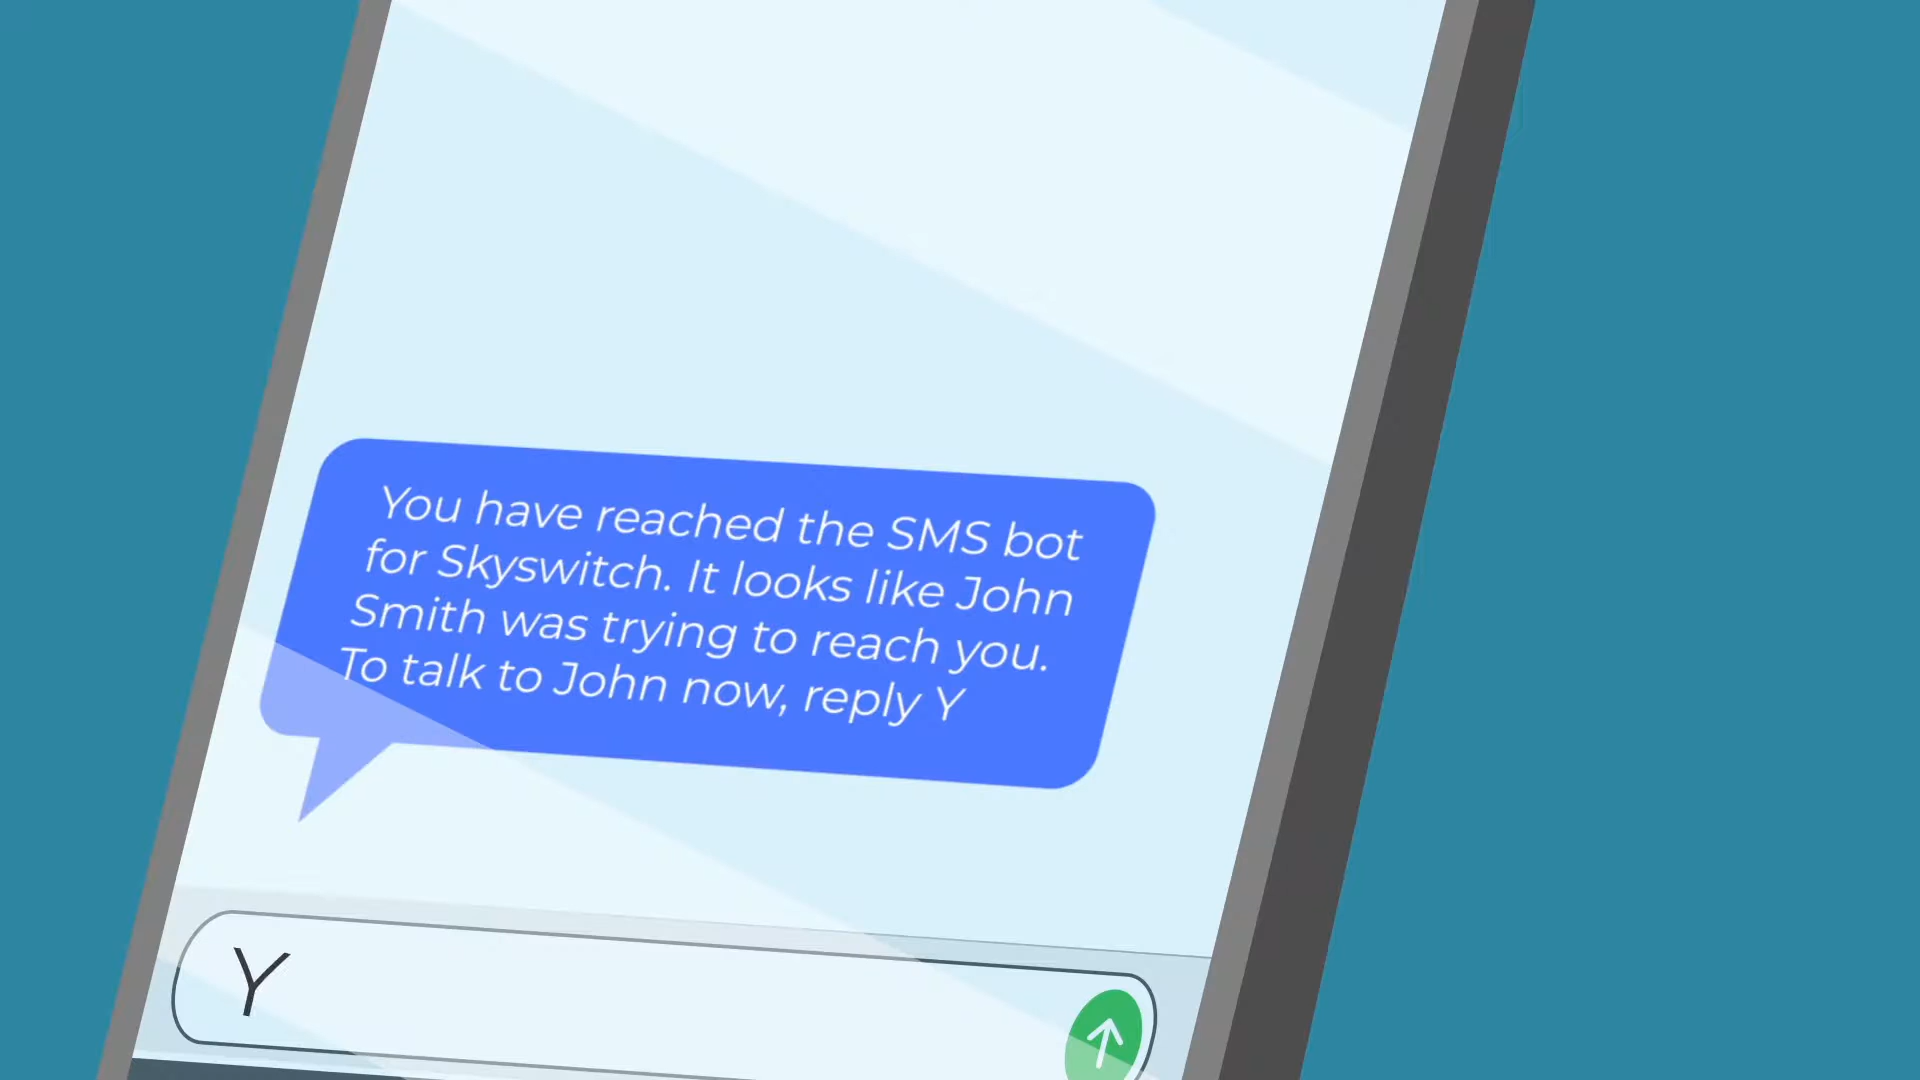 You have reached the SMS bot
for Skyswitch. It looks like John
Smith was trying to reach you.
To talk to John now, reply Y
Y